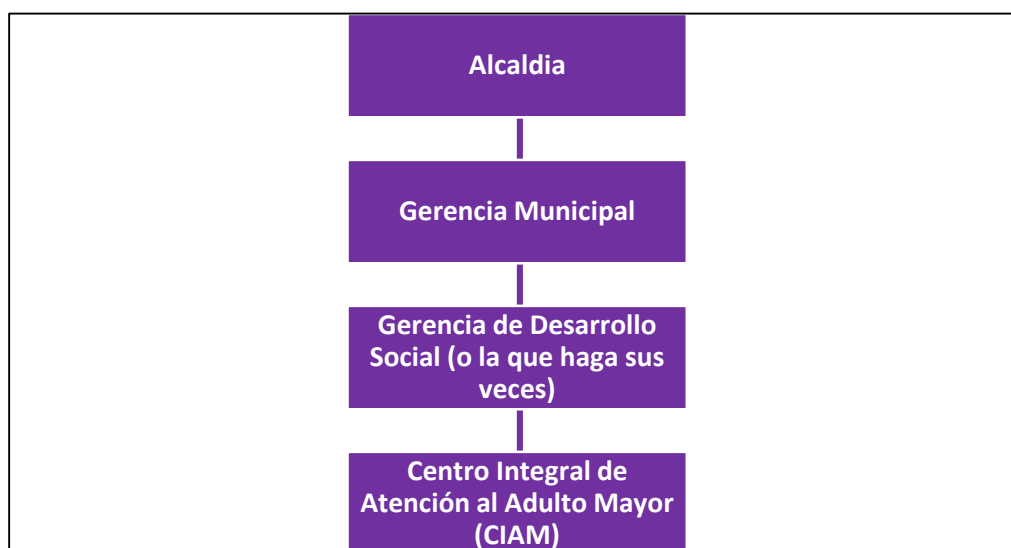 Alcaldia
Gerencia Municipal
Gerencia de Desarrollo
Social (o la que haga sus
veces)
Centro Integral de
Atención al Adulto Mayor
(CIAM)